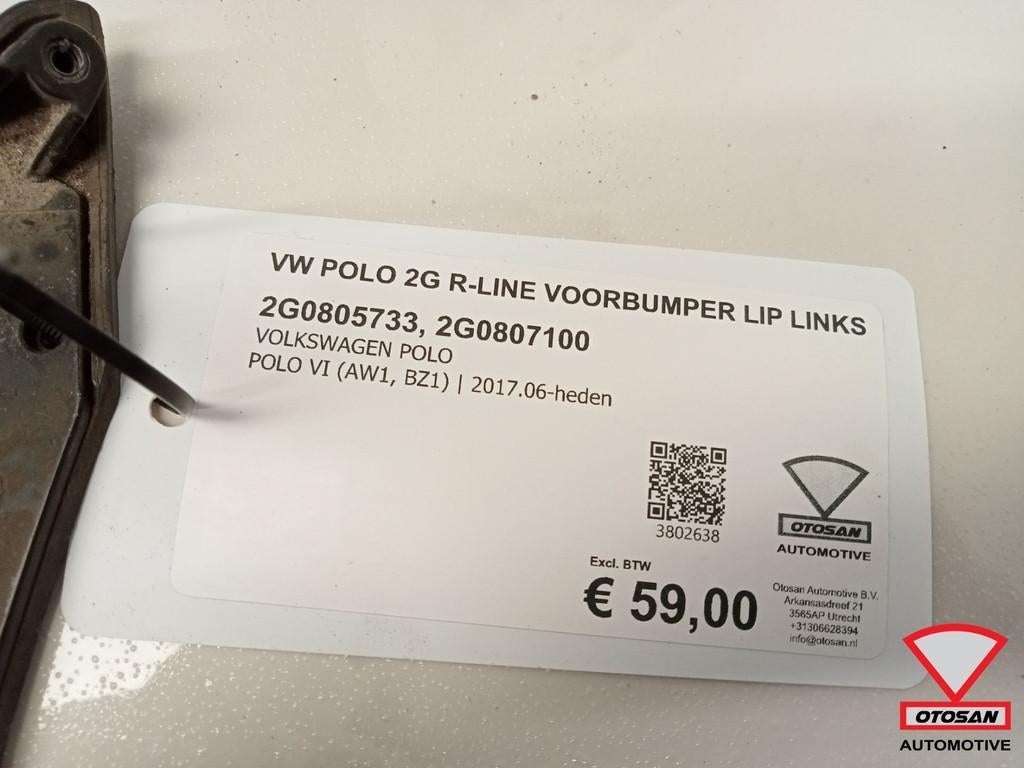 VW POLO 2G R-LINE VOORBUMPER LIP LINKS
2G0805733, 2G0807100
VOLKSWAGEN POLO
POLO VI (AW1, BZ1) | 2017.06-heden
3802638
OTOSAN
AUTOMOTIVE
Excl. BTW
€ 59,00
Otosan Automotive B.V.
Arkansasdreef 21
3565AP Utrecht
+31306628394
info@otosan.nl
OTOSAN
AUTOMOTIVE